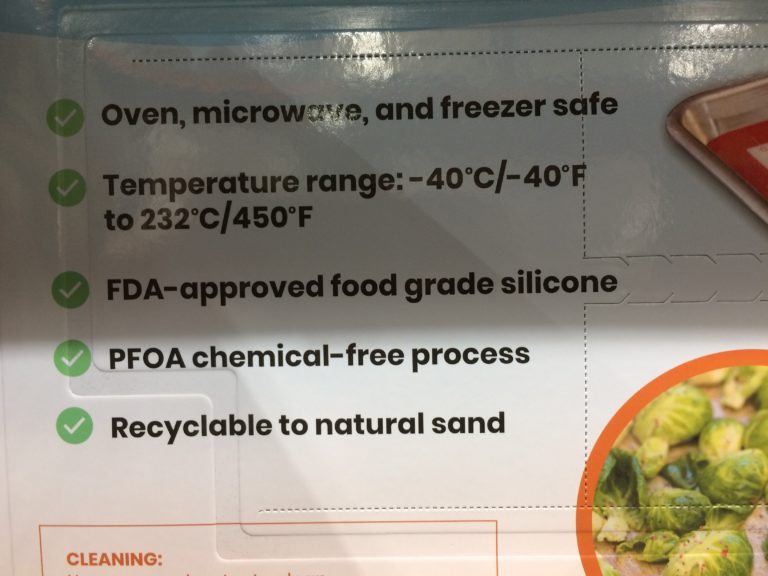 Oven, microwave, and freezer safe
Temperature range: -40°C/-40°F
to 232°C/450°F
FDA-approved food grade silicone
PFOA chemical-free process
Recyclable to natural sand
CLEANING: